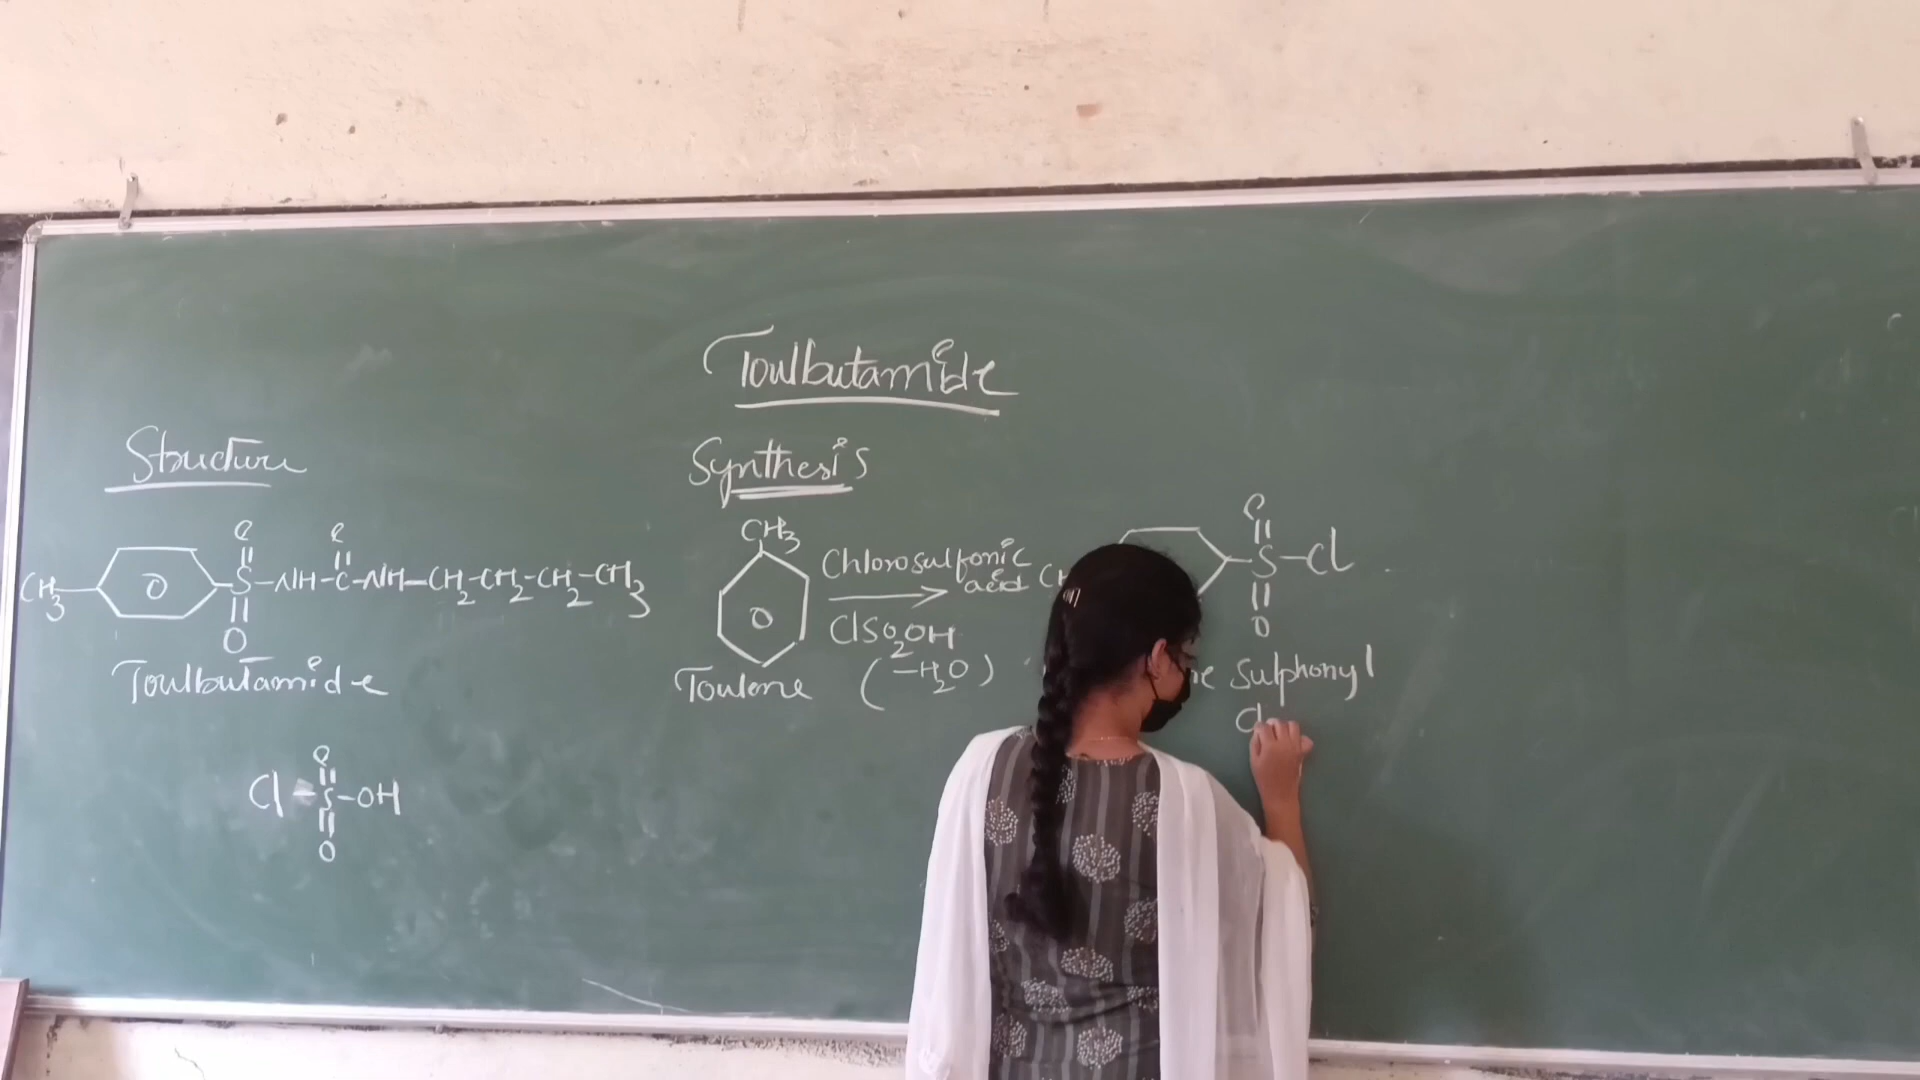 Toulbutamide
Structure
O O
CH3 O S-NH-C-NH-CH2-CH2-CH2-CH3
O
Toulbutamide
O
Cl-S-OH
O
Synthesis
CH3
O
Toulene
Chlorosulfonic
acid
ClSO2OH
(-H2O)
O
S-Cl
O
Sulphonyl